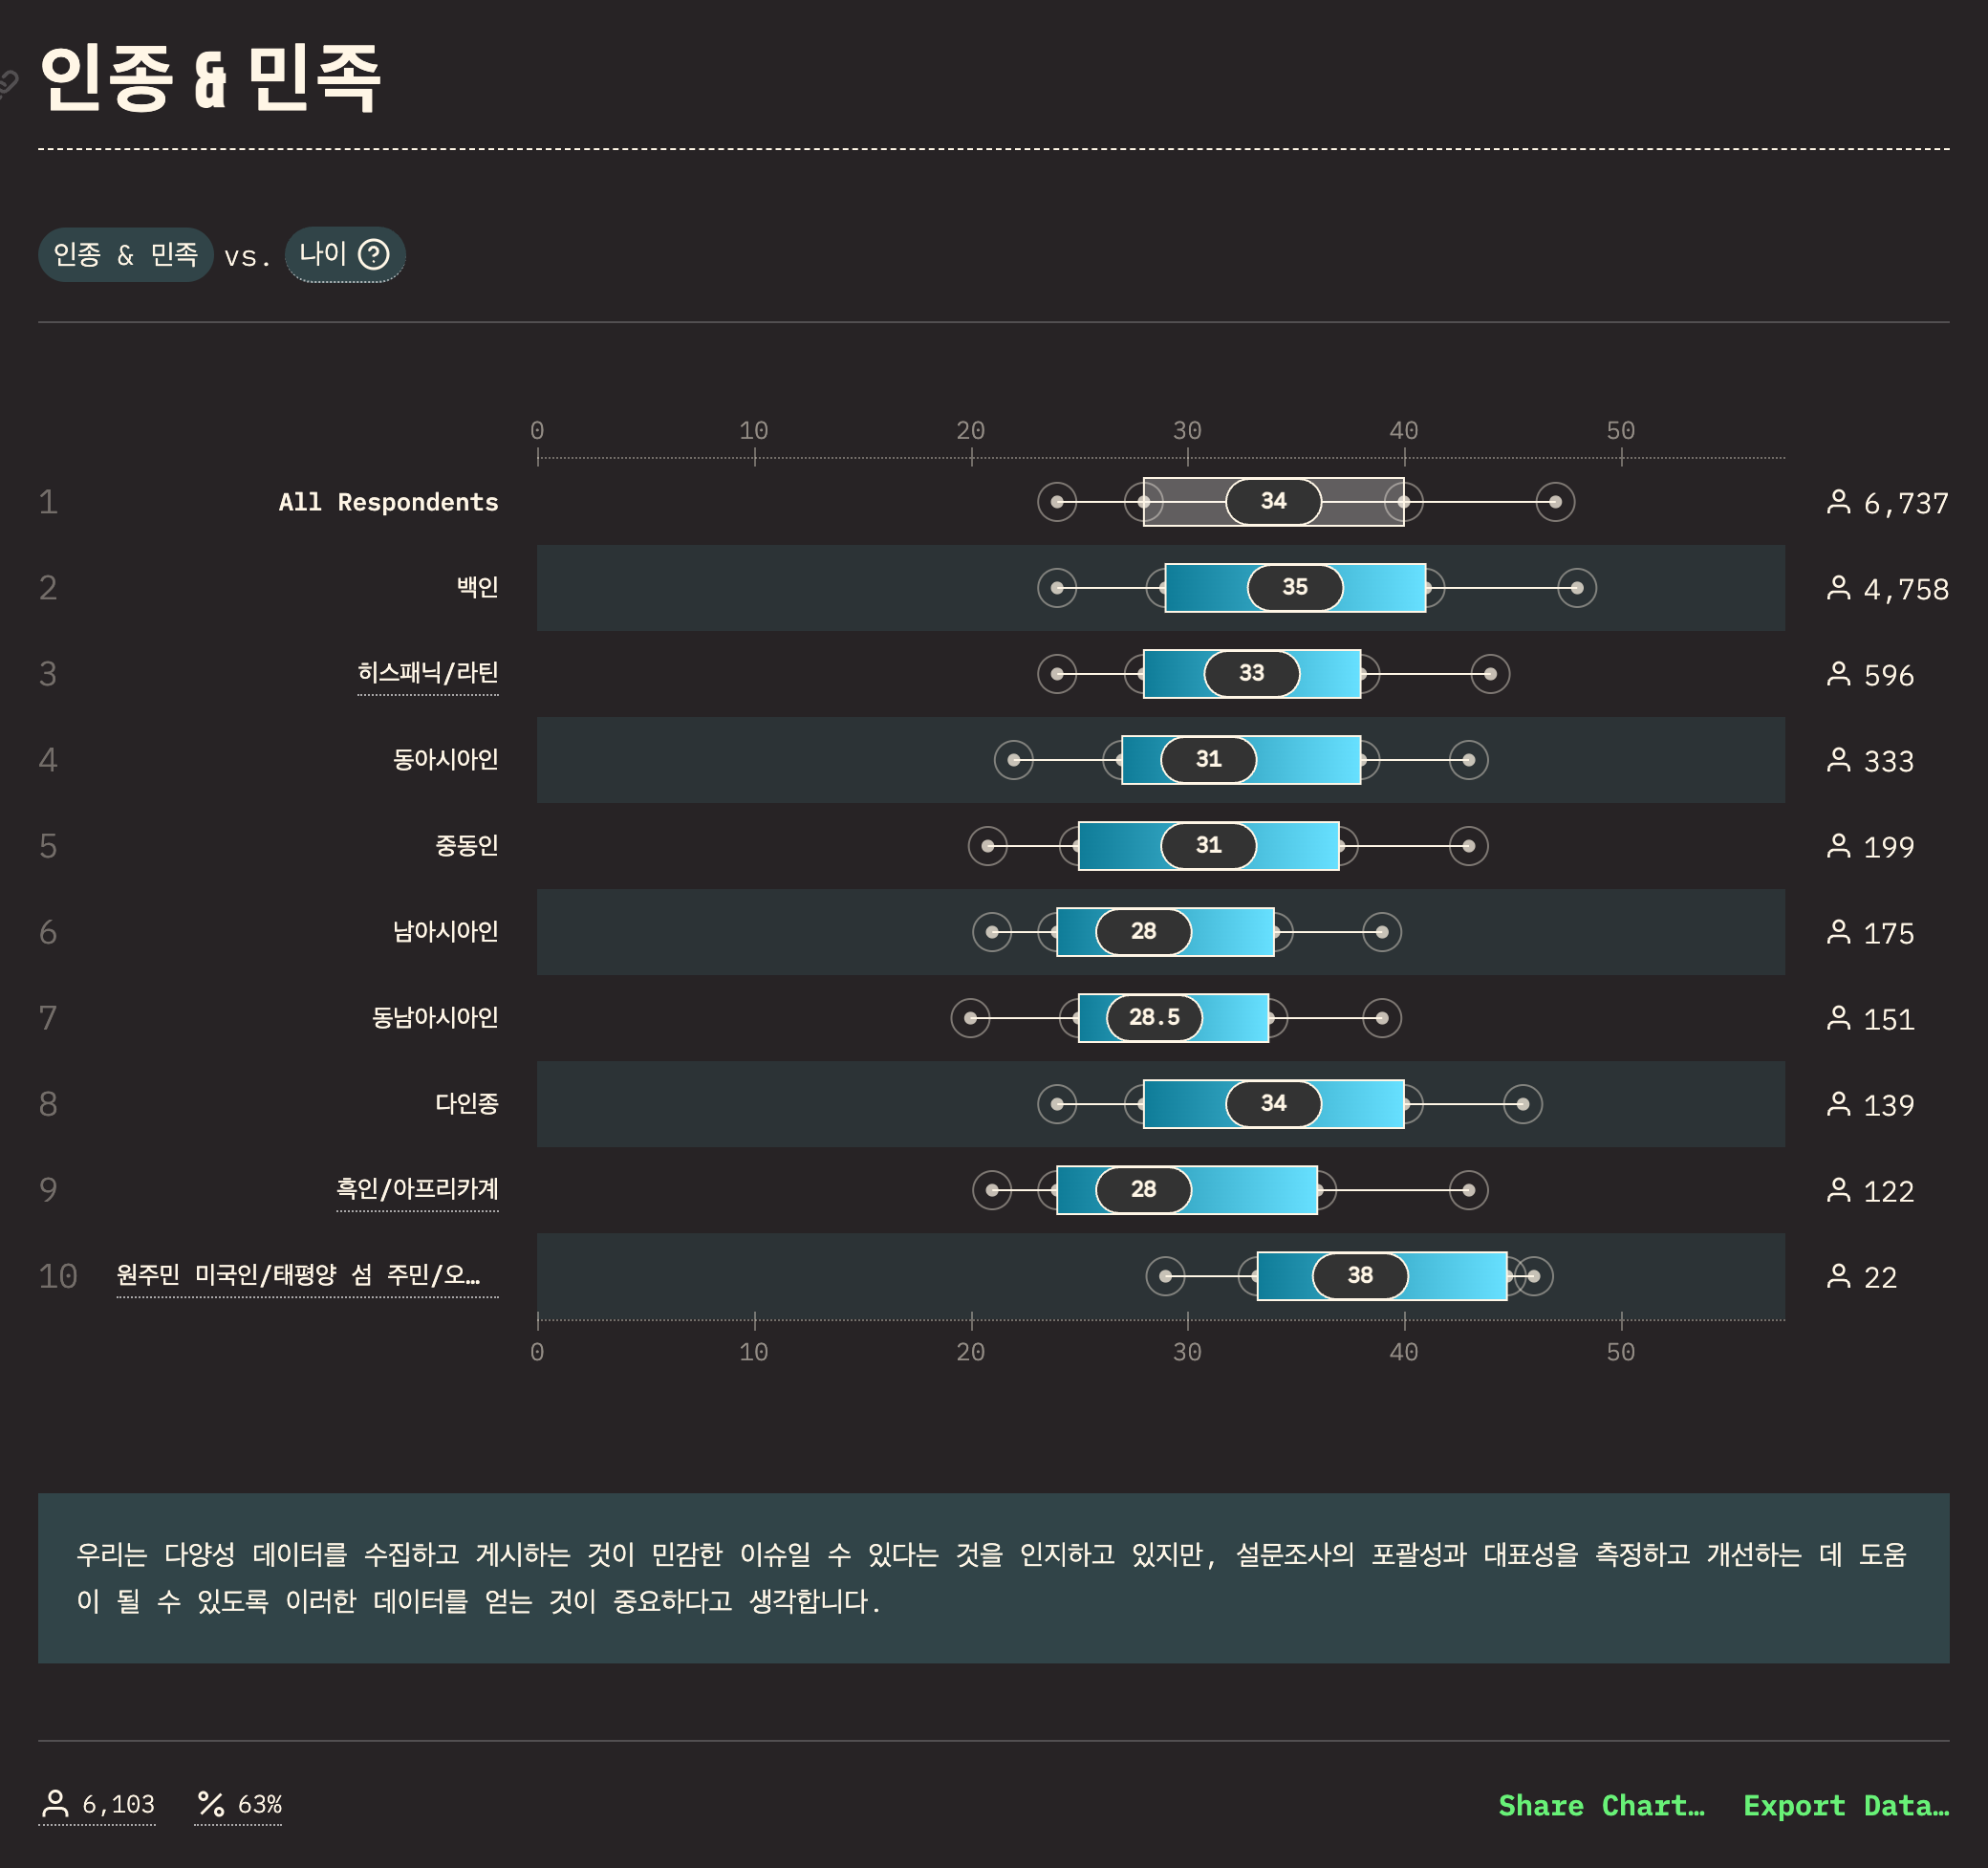 인종 & 민족
인종 & 민족 vs. 나이
0 10 20 30 40 50
1 All Respondents 34 6,737
2 백인 35 4,758
3 히스패닉/라틴 33 596
4 동아시아인 31 333
5 중동인 31 199
6 남아시아인 28 175
7 동남아시아인 28.5 151
8 다인종 34 139
9 흑인/아프리카계 28 122
10 원주민 미국인/태평양 섬 주민/오… 38 22
0 10 20 30 40 50
우리는 다양성 데이터를 수집하고 게시하는 것이 민감한 이슈일 수 있다는 것을 인지하고 있지만, 설문조사의 포괄성과 대표성을 측정하고 개선하는 데 도움
이 될 수 있도록 이러한 데이터를 얻는 것이 중요하다고 생각합니다.
6,103 63% Share Chart… Export Data…